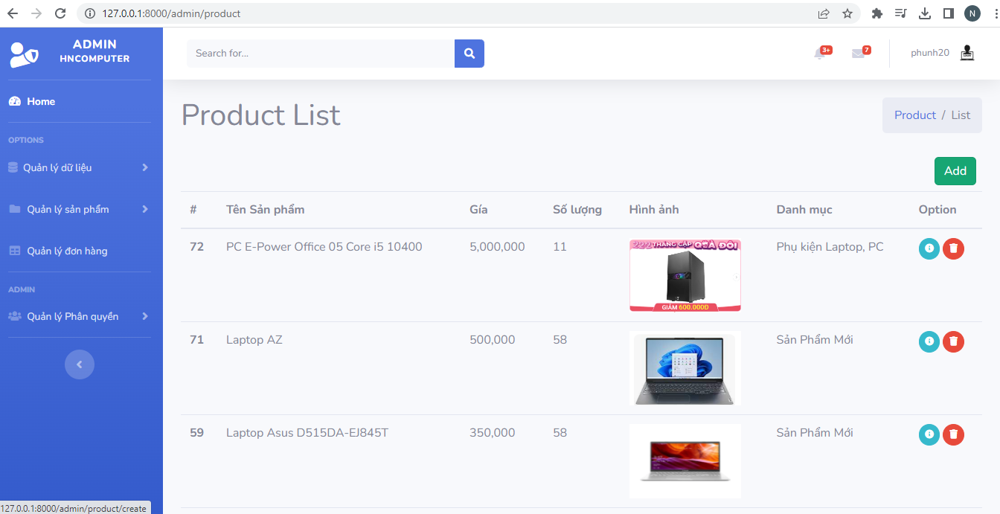 127.0.0.1:8000/admin/product
N
ADMIN
HNCOMPUTER
Home
OPTIONS
Quản lý dữ liệu
Quản lý sản phẩm
Quản lý đơn hàng
ADMIN
Quản lý Phân quyền
Search for...
3+
7
phunh20
Product List
Product / List
Add
# Tên Sản phẩm Gía Số lượng Hình ảnh Danh mục Option
72 PC E-Power Office 05 Core i5 10400 5,000,000 11 Phụ kiện Laptop, PC
222 THÁNG CẶP QUÀ ĐÔI
GIẢM 600.000Đ
71 Laptop AZ 500,000 58 Sản Phẩm Mới
59 Laptop Asus D515DA-EJ845T 350,000 58 Sản Phẩm Mới
127.0.0.1:8000/admin/product/create